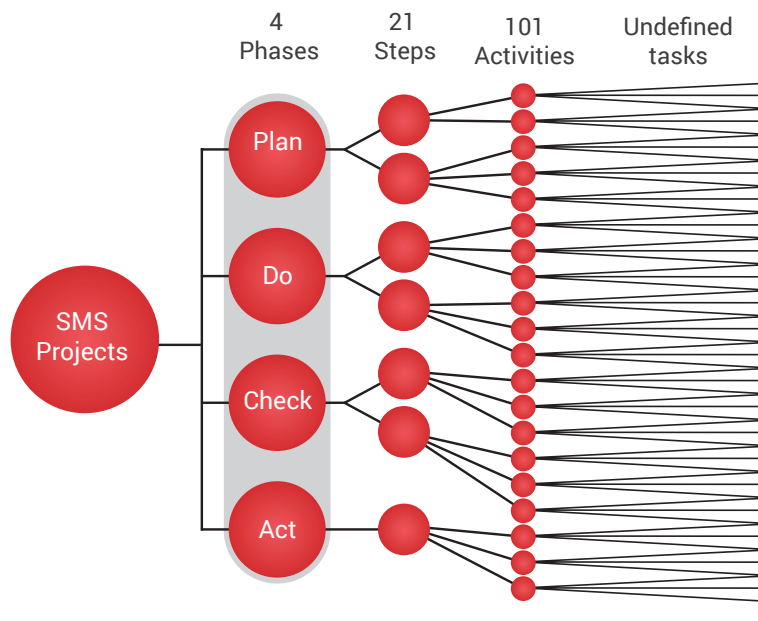 4
Phases
21
Steps
101
Activities
Undefined
tasks
Plan
Do
SMS
Projects
Check
Act